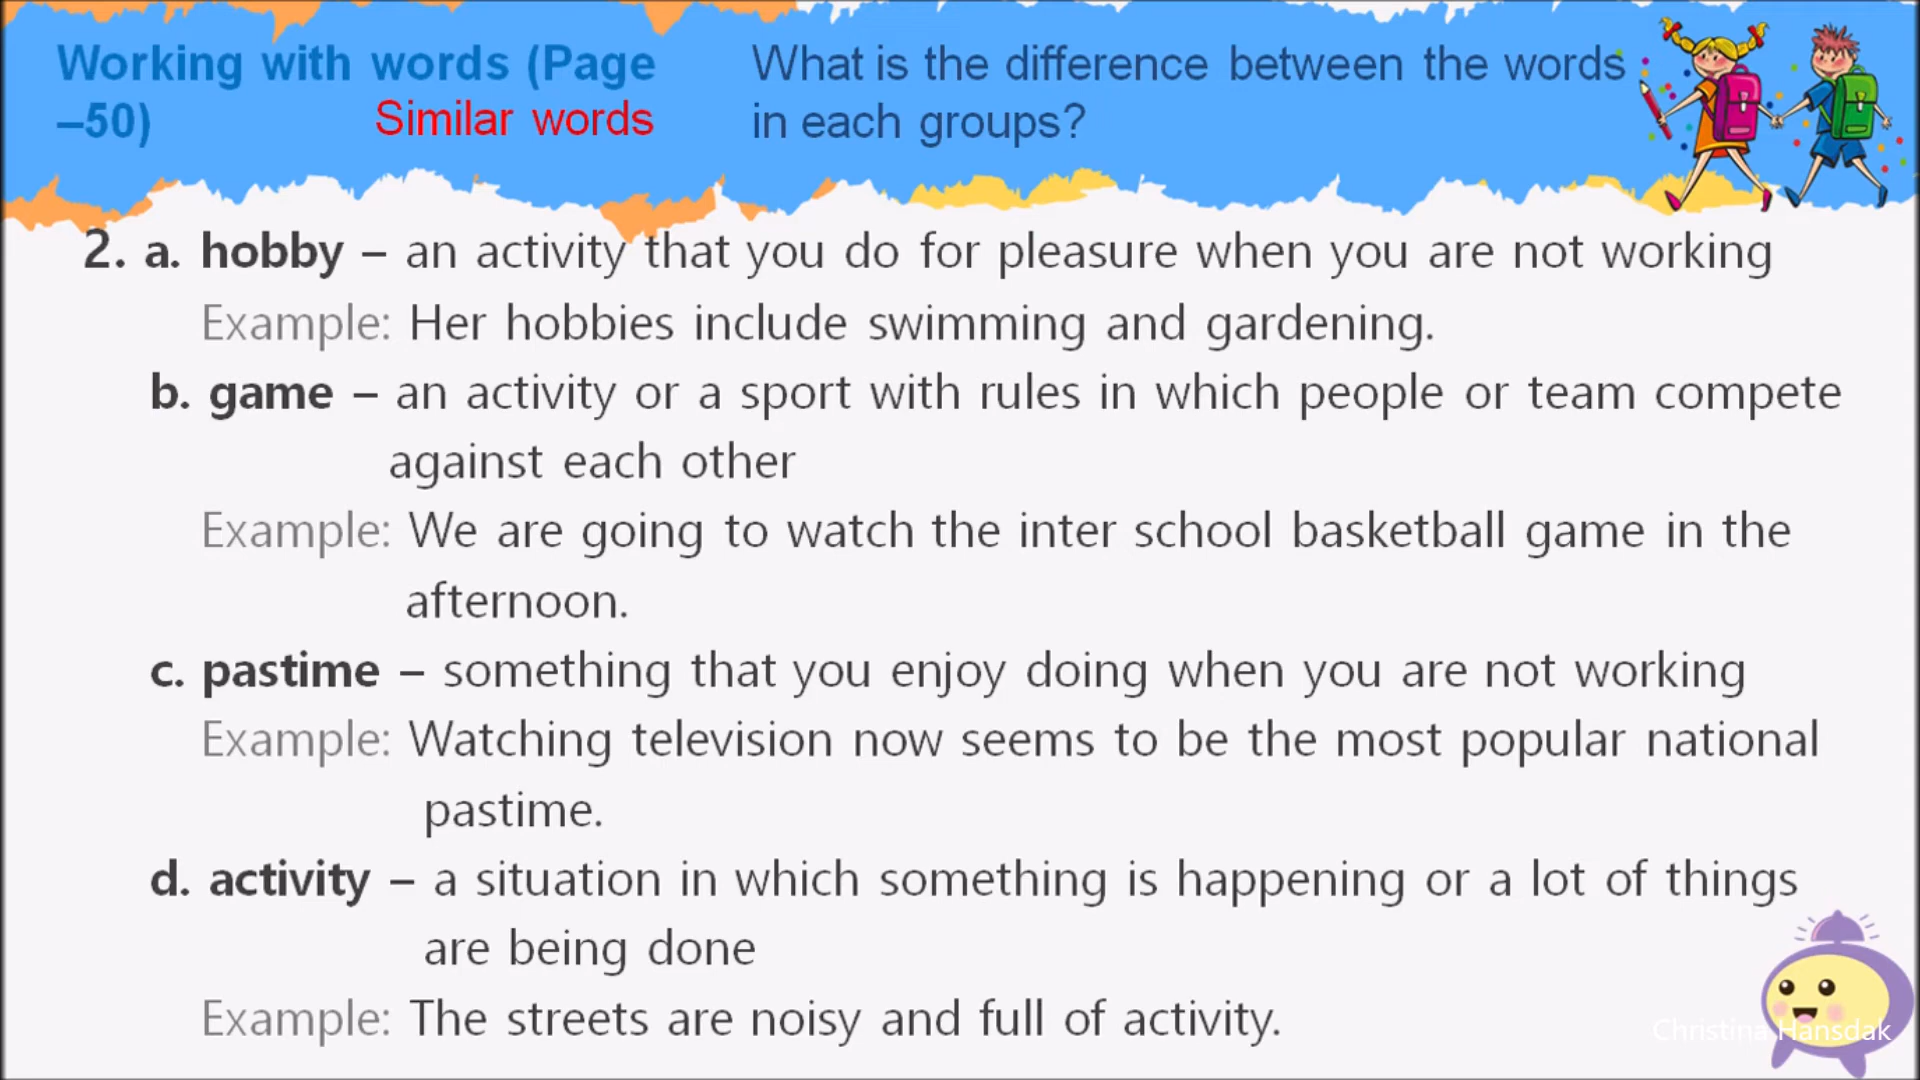 Working with words (Page
–50)
Similar words
What is the difference between the words
in each groups?
2. a. hobby – an activity that you do for pleasure when you are not working
Example: Her hobbies include swimming and gardening.
b. game – an activity or a sport with rules in which people or team compete
against each other
Example: We are going to watch the inter school basketball game in the
afternoon.
c. pastime – something that you enjoy doing when you are not working
Example: Watching television now seems to be the most popular national
pastime.
d. activity – a situation in which something is happening or a lot of things
are being done
Example: The streets are noisy and full of activity.
Christina Hansdak